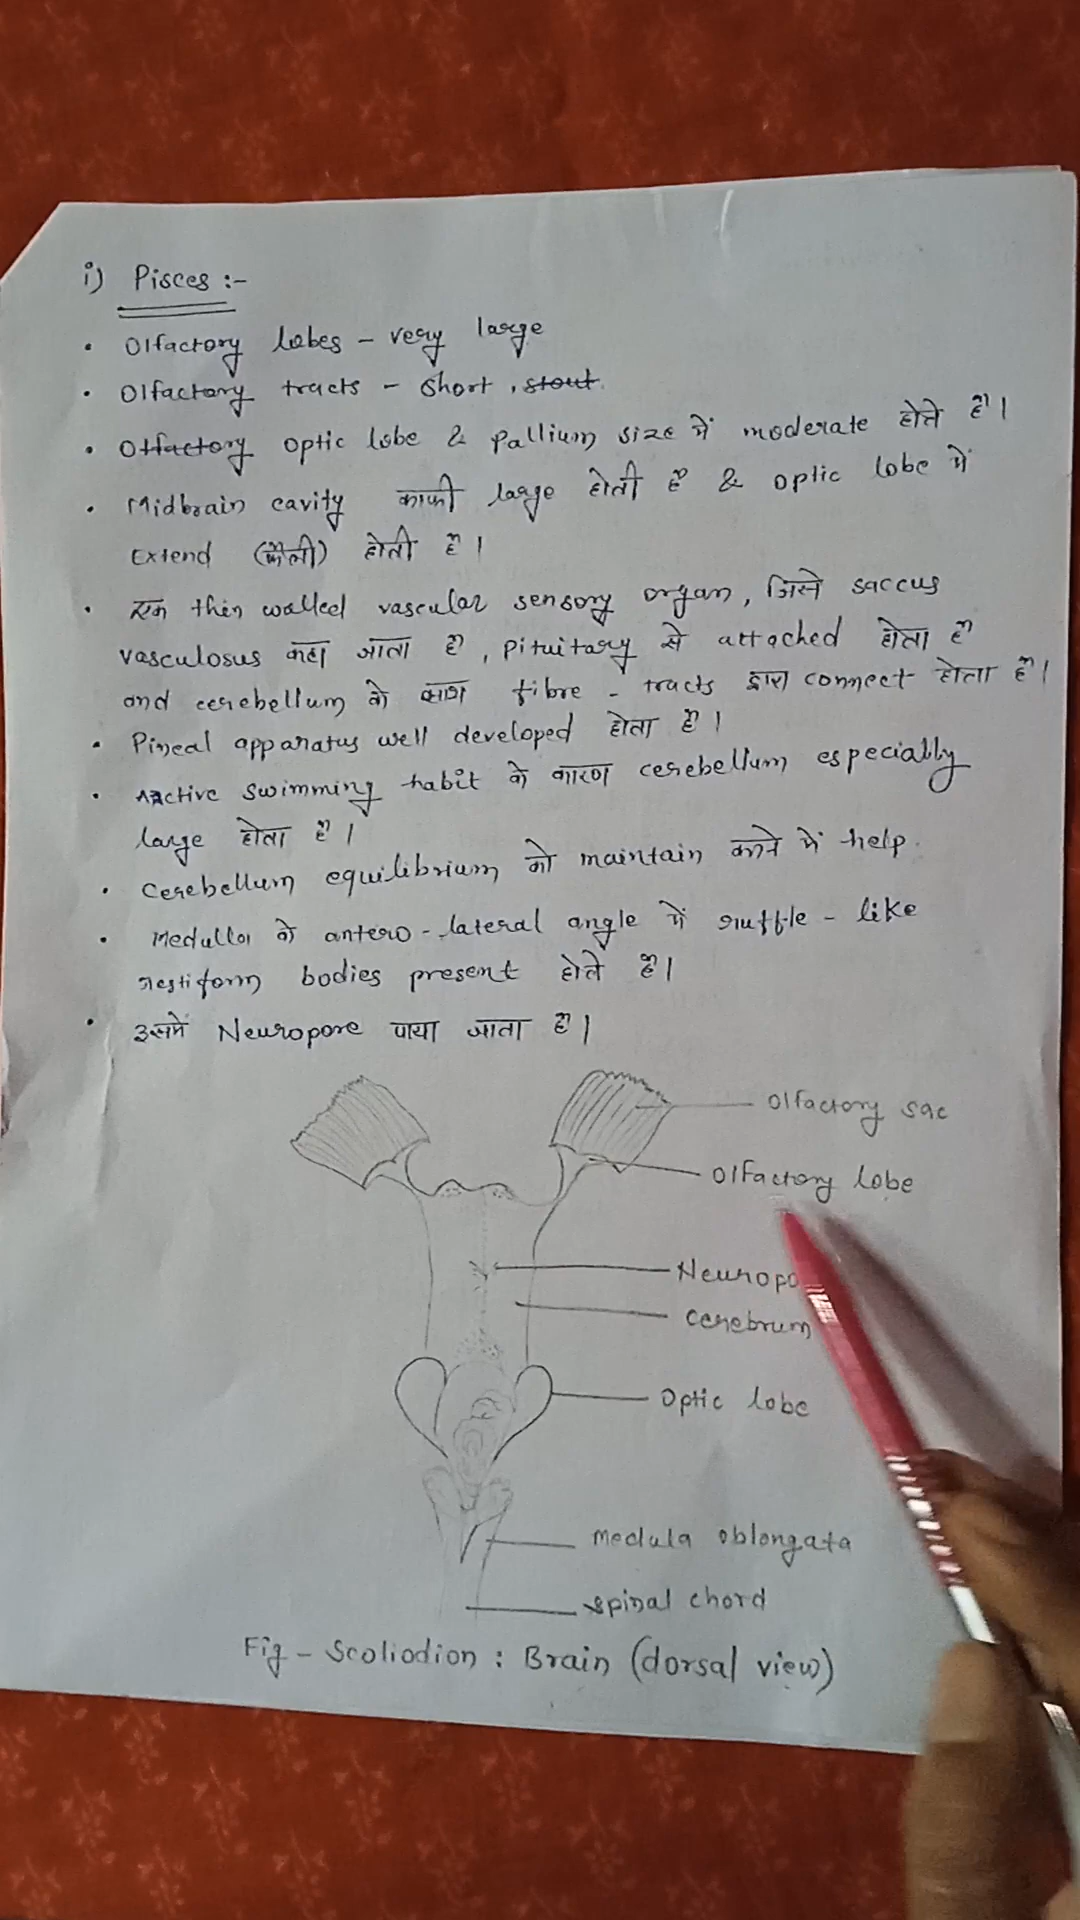 i) Pisces :-
• Olfactory lobes - very large
• Olfactory tracts - short, stout.
• Olfactory optic lobe & pallium size में moderate होते हैं।
• Midbrain cavity काफी large होती है & optic lobe में
Extend (फैली) होती है।
• एक thin walled vascular sensory organ, जिसे saccus
vasculosus कहा जाता है, pituitary से attached होता है
and cerebellum के साथ fibre - tracts द्वारा connect होता है।
• Pineal apparatus well developed होता है।
• Active swimming habit के कारण cerebellum especially
large होता है।
• Cerebellum equilibrium को maintain करने में help.
• Medulla के antero-lateral angle में ruffle - like
restiform bodies present होते हैं।
• उसमें Neuropore पाया जाता है।
Olfactory sac
Olfactory lobe
Neuropo
Cerebrum
Optic lobe
medula oblongata
spinal chord
Fig - Scoliodion : Brain (dorsal view)